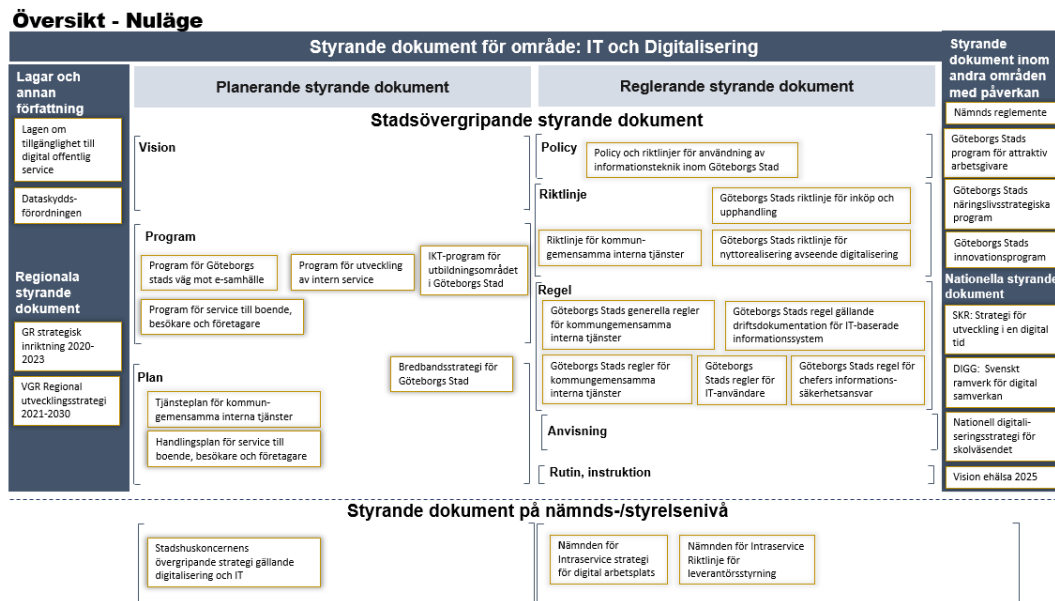 Översikt - Nuläge
Styrande dokument för område: IT och Digitalisering
Lagar och
annan
författning
Lagen om
tillgänglighet till
digital offentlig
service
Dataskydds-
förordningen
Regionala
styrande
dokument
GR strategisk
inriktning 2020-
2023
VGR Regional
utvecklingsstrategi
2021-2030
Planerande styrande dokument
Reglerande styrande dokument
Stadsövergripande styrande dokument
Vision
Program
Program för Göteborgs
stads väg mot e-samhälle
Program för utveckling
av intern service
IKT-program för
utbildningsområdet
i Göteborgs Stad
Program för service till boende,
besökare och företagare
Plan
Bredbandsstrategi för
Göteborgs Stad
Tjänsteplan för kommun-
gemensamma interna tjänster
Handlingsplan för service till
boende, besökare och företagare
Policy
Policy och riktlinjer för användning av
informationsteknik inom Göteborgs Stad
Riktlinje
Göteborgs Stads riktlinje för inköp och
upphandling
Riktlinje för kommun-
gemensamma interna tjänster
Göteborgs Stads riktlinje för
nyttorealisering avseende digitalisering
Regel
Göteborgs Stads generella regler
för kommungemensamma
interna tjänster
Göteborgs Stads regel gällande
driftsdokumentation för IT-baserade
informationssystem
Göteborgs Stads regler för
kommungemensamma
interna tjänster
Göteborgs
Stads regler för
IT-användare
Göteborgs Stads regel för
chefers informations-
säkerhetsansvar
Anvisning
Rutin, instruktion
Styrande
dokument inom
andra områden
med påverkan
Nämnds reglemente
Göteborgs Stads
program för attraktiv
arbetsgivare
Göteborgs Stads
näringslivsstrategiska
program
Göteborgs Stads
innovationsprogram
Nationella styrande
dokument
SKR: Strategi för
utveckling i en digital
tid
DIGG: Svenskt
ramverk för digital
samverkan
Nationell digitali-
seringsstrategi för
skolväsendet
Vision ehälsa 2025
Styrande dokument på nämnds-/styrelsenivå
Stadshuskoncernens
övergripande strategi gällande
digitalisering och IT
Nämnden för
Intraservice strategi
för digital arbetsplats
Nämnden för Intraservice
Riktlinje för
leverantörsstyrning